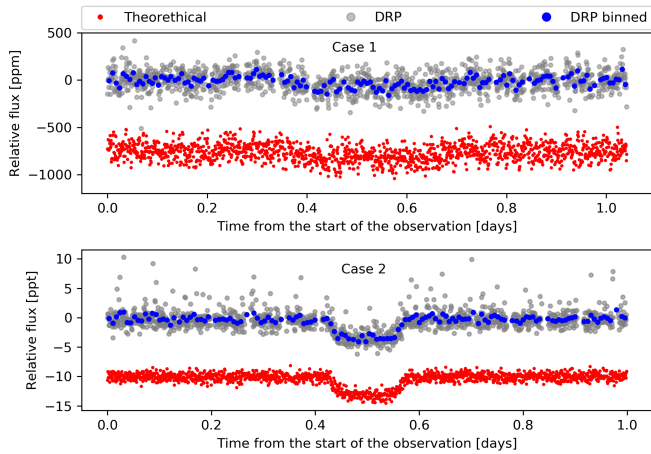 Theorethical DRP DRP binned
Case 1
Relative flux [ppm]
500
0
−500
−1000
0.0 0.2 0.4 0.6 0.8 1.0
Time from the start of the observation [days]
Case 2
Relative flux [ppt]
10
5
0
−5
−10
−15
0.0 0.2 0.4 0.6 0.8 1.0
Time from the start of the observation [days]